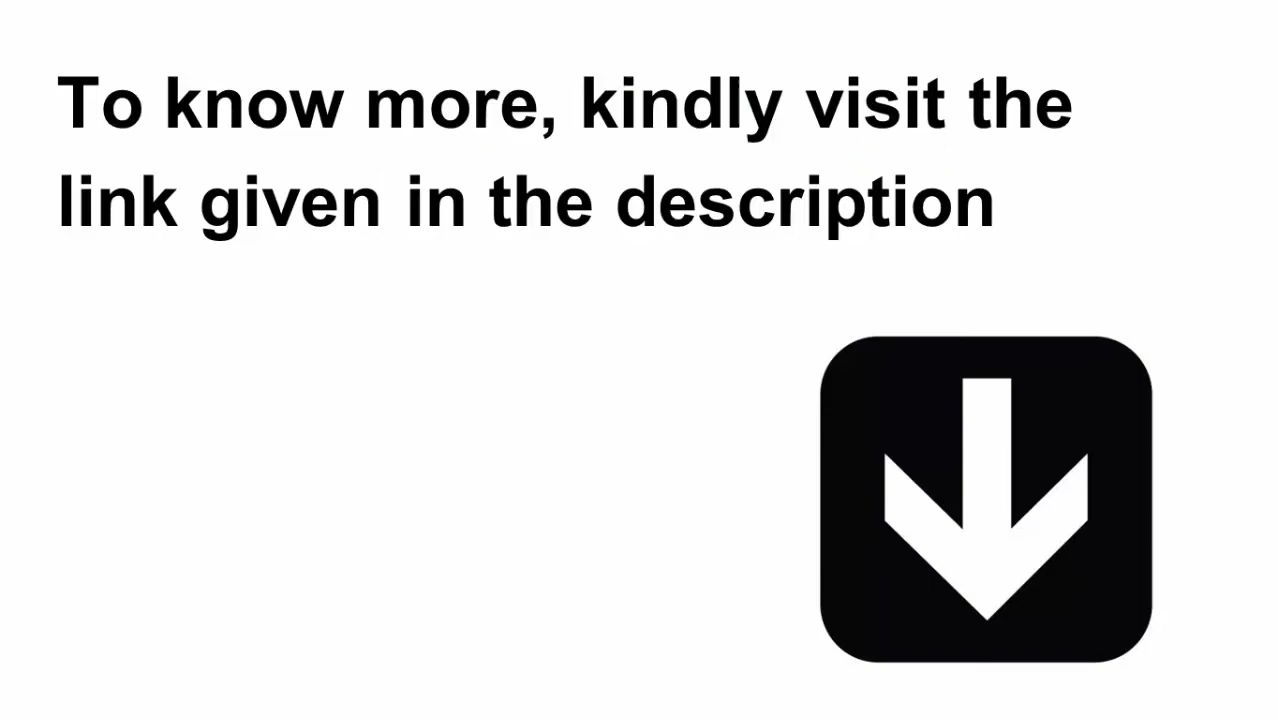 To know more, kindly visit the
link given in the description